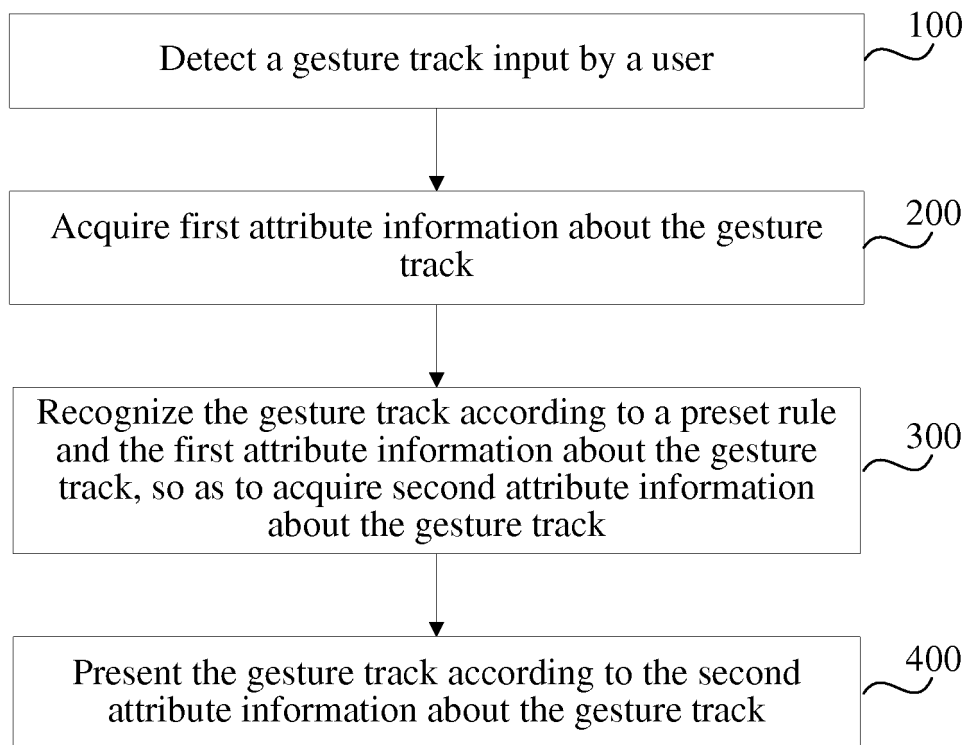 100
Detect a gesture track input by a user
200
Acquire first attribute information about the gesture
track
Recognize the gesture track according to a preset rule
and the first attribute information about the gesture
300
track, so as to acquire second attribute information
about the gesture track
400
Present the gesture track according to the second
attribute information about the gesture track